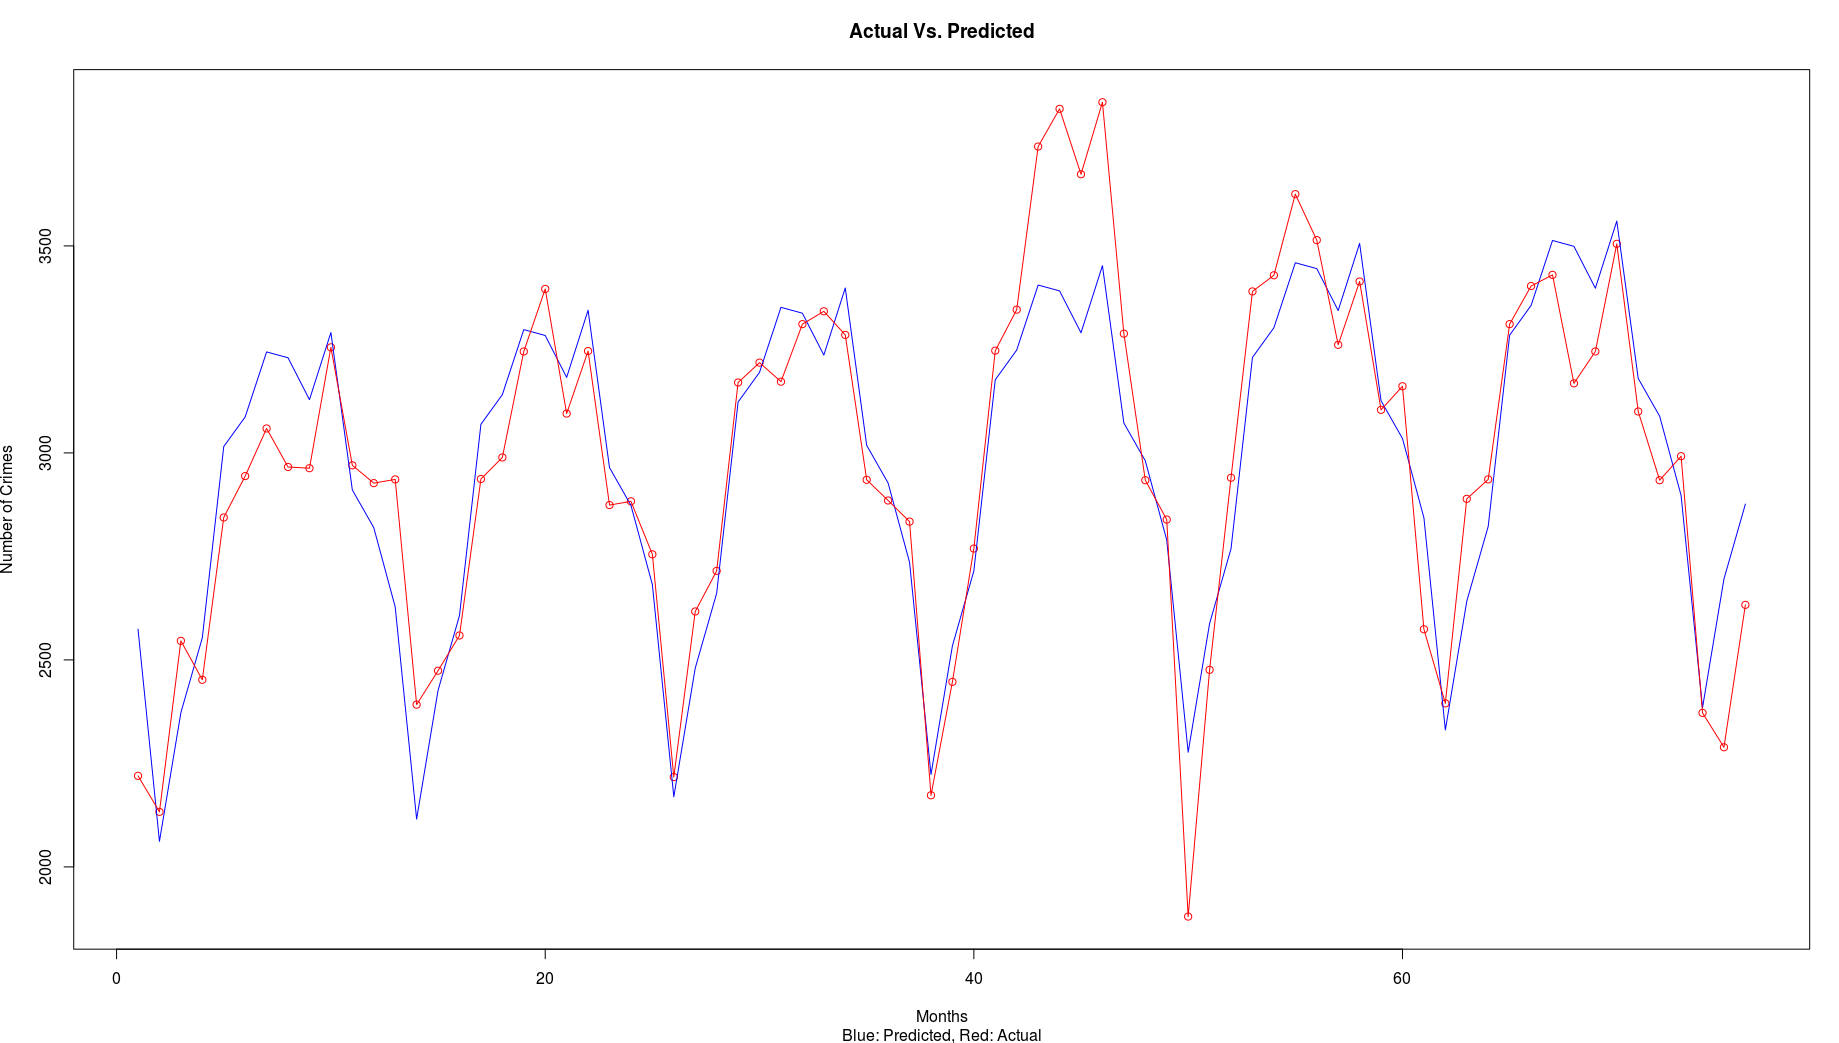 Actual Vs. Predicted
Number of Crimes
3500
3000
2500
2000
0 20 40 60
Months
Blue: Predicted, Red: Actual